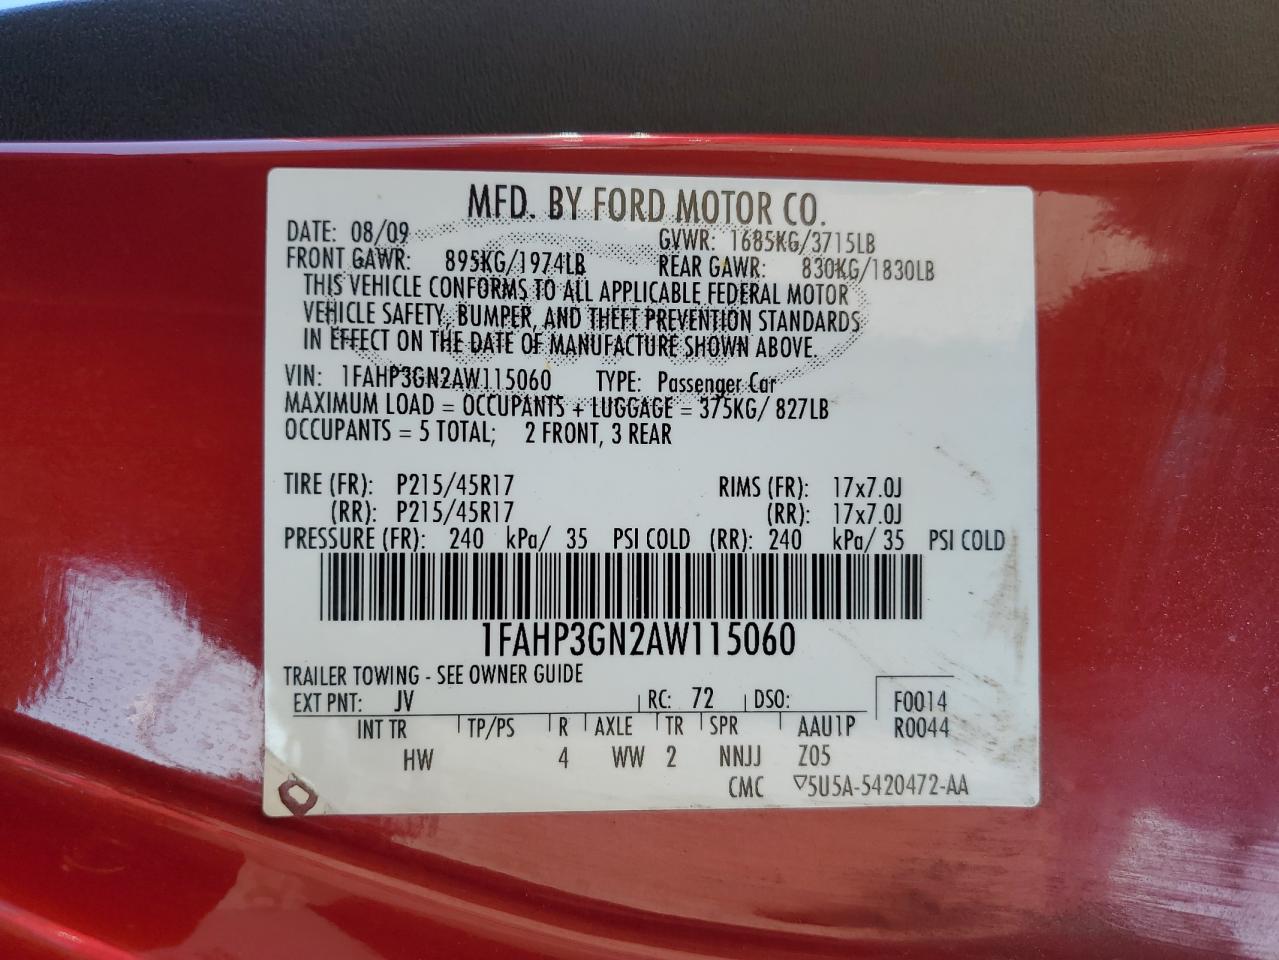 MFD. BY FORD MOTOR CO.
DATE: 08/09 GVWR: 1685KG/3715LB
FRONT GAWR: 895KG/1974LB REAR GAWR: 830KG/1830LB
THIS VEHICLE CONFORMS TO ALL APPLICABLE FEDERAL MOTOR
VEHICLE SAFETY, BUMPER, AND THEFT PREVENTION STANDARDS
IN EFFECT ON THE DATE OF MANUFACTURE SHOWN ABOVE.
VIN: 1FAHP3GN2AW115060 TYPE: Passenger Car
MAXIMUM LOAD = OCCUPANTS + LUGGAGE = 375KG/ 827LB
OCCUPANTS = 5 TOTAL; 2 FRONT, 3 REAR
TIRE (FR): P215/45R17 RIMS (FR): 17x7.0J
(RR): P215/45R17 (RR): 17x7.0J
PRESSURE (FR): 240 kPa/ 35 PSI COLD (RR): 240 kPa/ 35 PSI COLD
1FAHP3GN2AW115060
TRAILER TOWING - SEE OWNER GUIDE
EXT PNT: JV RC: 72 DSO: F0014
INT TR TP/PS R AXLE TR SPR AAU1P R0044
HW 4 WW 2 NNJJ Z05
CMC ▽5U5A-5420472-AA